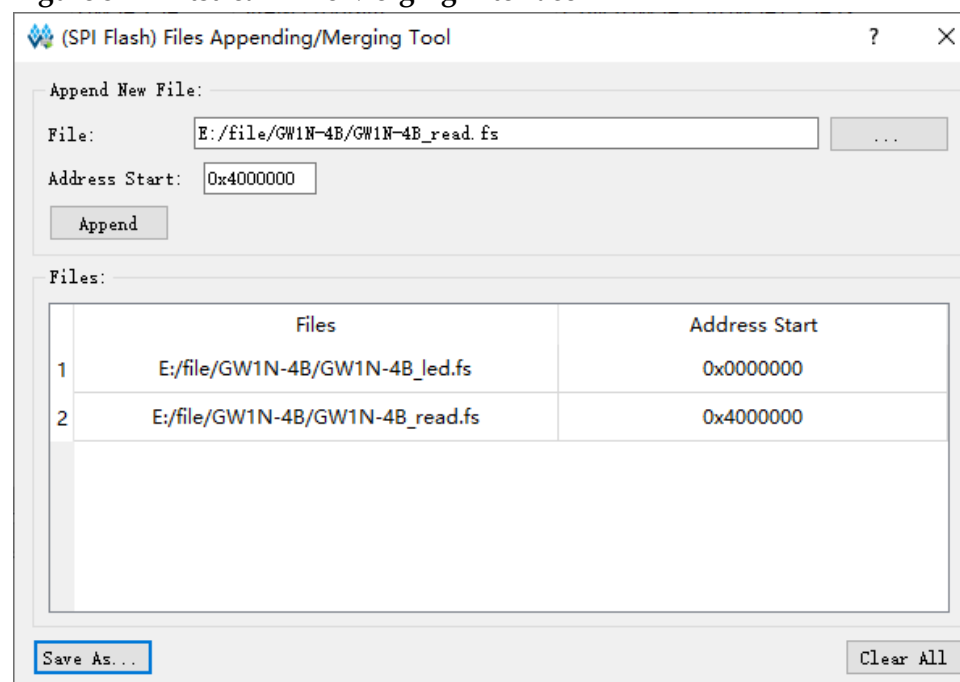 (SPI Flash) Files Appending/Merging Tool ? ×
Append New File:
File: E:/file/GW1N-4B/GW1N-4B_read.fs ...
Address Start: 0x4000000
Append
Files:
Files Address Start
1 E:/file/GW1N-4B/GW1N-4B_led.fs 0x0000000
2 E:/file/GW1N-4B/GW1N-4B_read.fs 0x4000000
Save As... Clear All